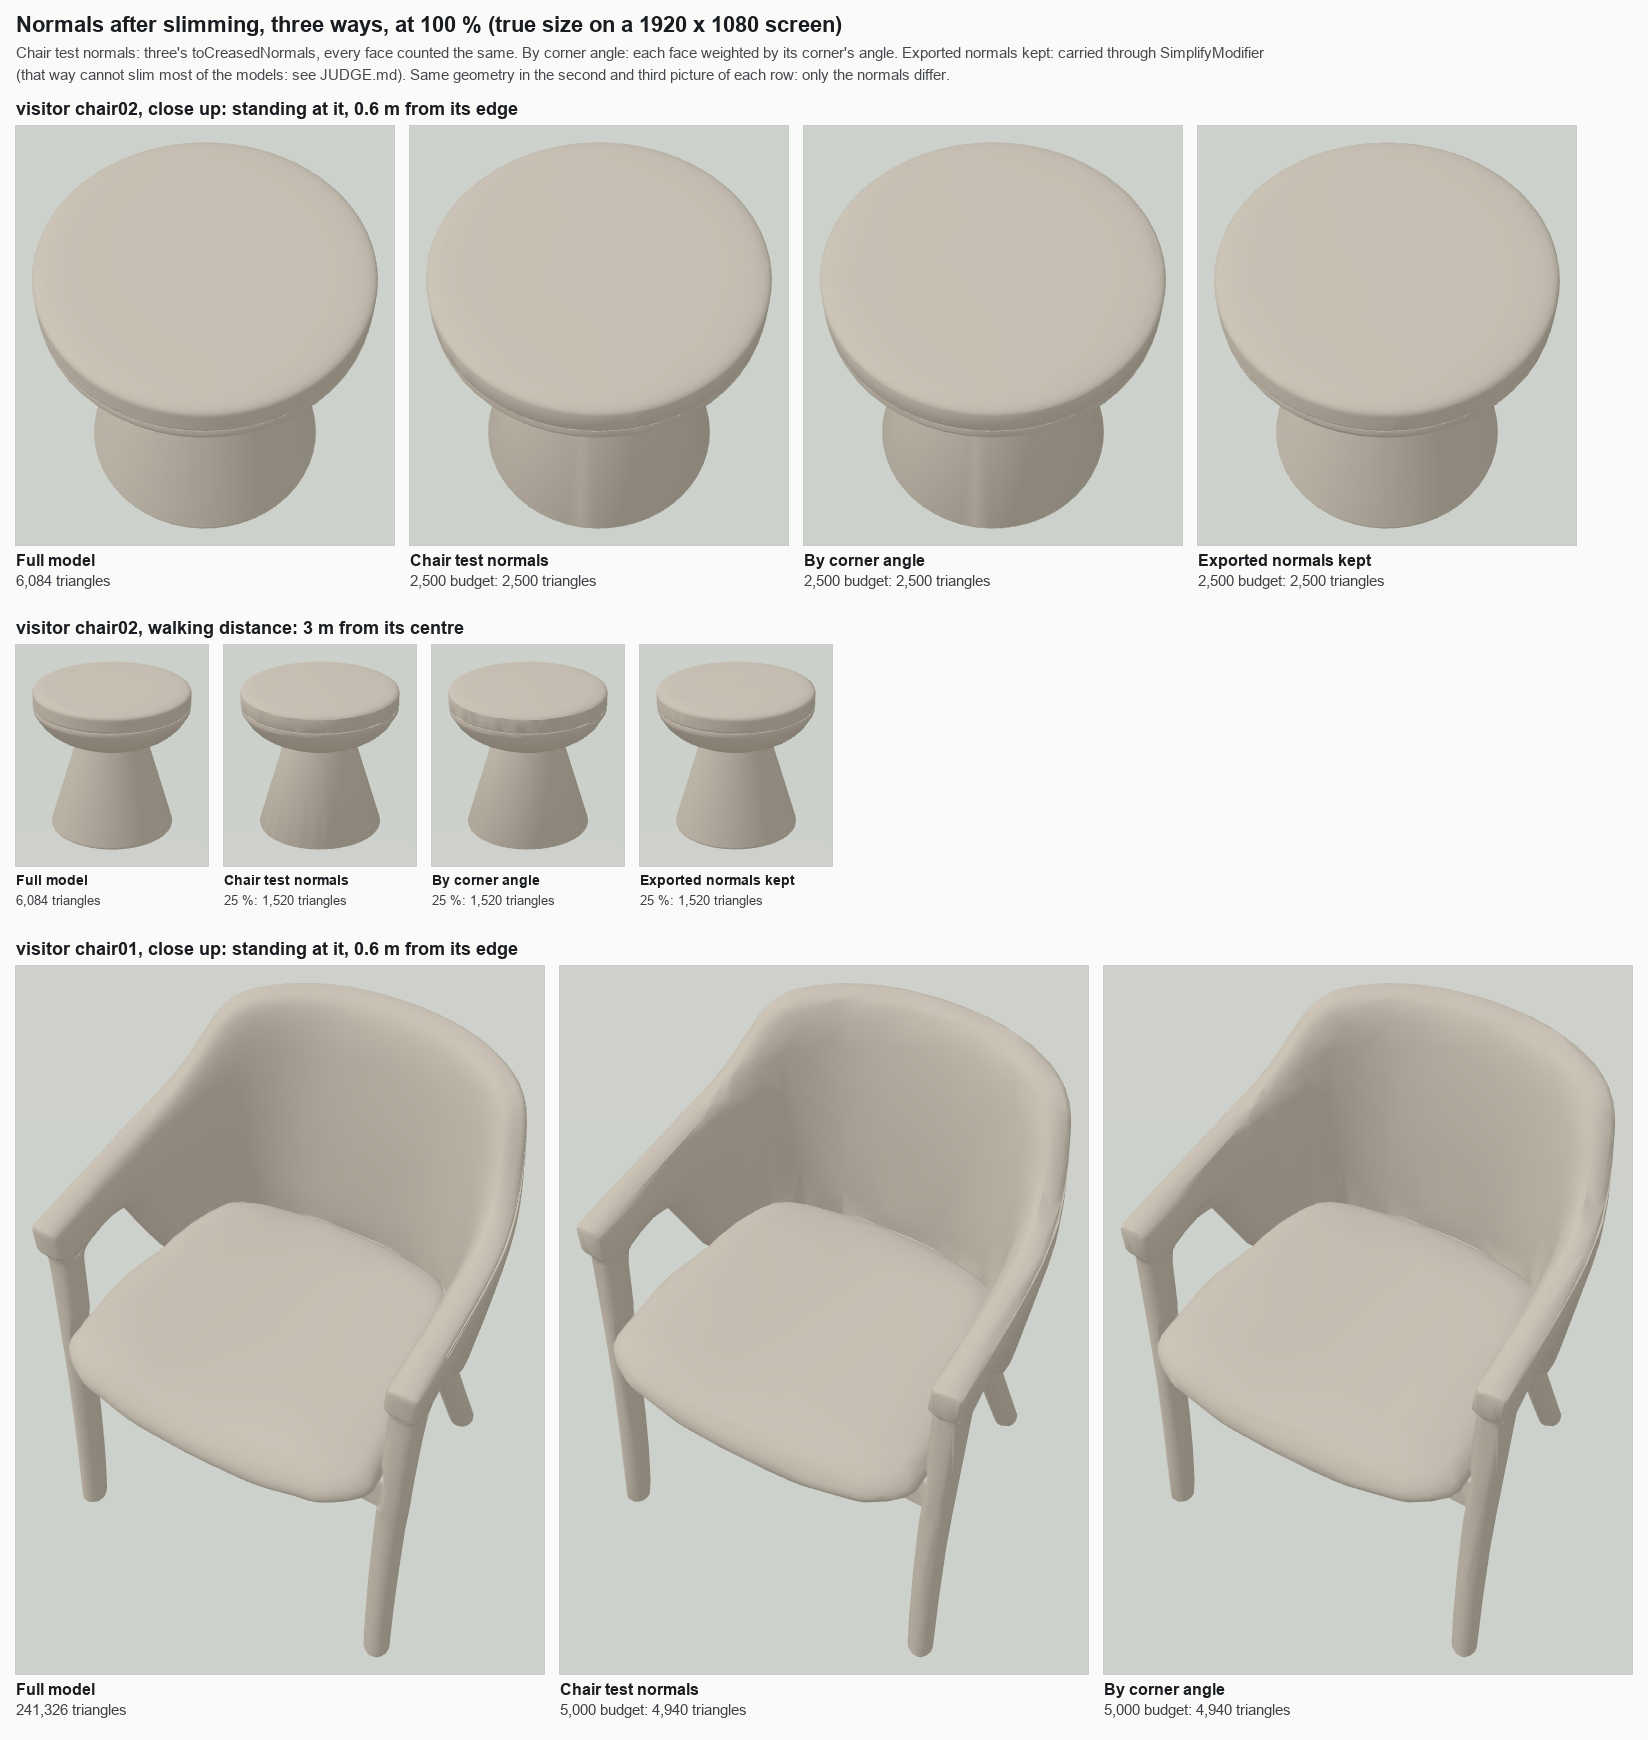 Normals after slimming, three ways, at 100 % (true size on a 1920 x 1080 screen)
Chair test normals: three's toCreasedNormals, every face counted the same. By corner angle: each face weighted by its corner's angle. Exported normals kept: carried through SimplifyModifier
(that way cannot slim most of the models: see JUDGE.md). Same geometry in the second and third picture of each row: only the normals differ.
visitor chair02, close up: standing at it, 0.6 m from its edge
Full model
6,084 triangles
Chair test normals
2,500 budget: 2,500 triangles
By corner angle
2,500 budget: 2,500 triangles
Exported normals kept
2,500 budget: 2,500 triangles
visitor chair02, walking distance: 3 m from its centre
Full model
6,084 triangles
Chair test normals
25 %: 1,520 triangles
By corner angle
25 %: 1,520 triangles
Exported normals kept
25 %: 1,520 triangles
visitor chair01, close up: standing at it, 0.6 m from its edge
Full model
241,326 triangles
Chair test normals
5,000 budget: 4,940 triangles
By corner angle
5,000 budget: 4,940 triangles